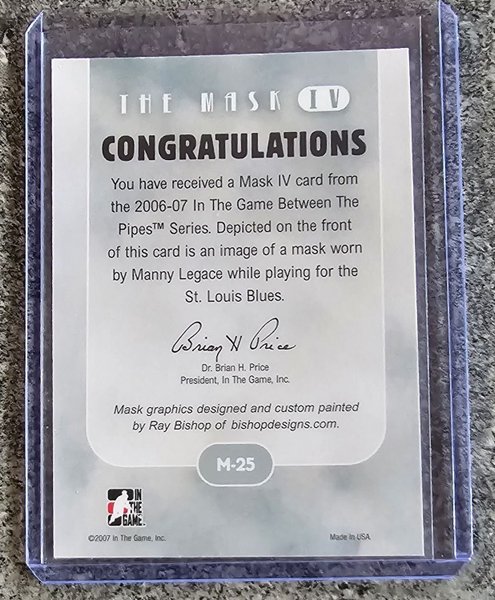 THE MASK IV
CONGRATULATIONS
You have received a Mask IV card from
the 2006-07 In The Game Between The
Pipes™ Series. Depicted on the front
of this card is an image of a mask worn
by Manny Legace while playing for the
St. Louis Blues.
Brian H Price
Dr. Brian H. Price
President, In The Game, Inc.
Mask graphics designed and custom painted
by Ray Bishop of bishopdesigns.com.
M-25
IN
THE
GAME
©2007 In The Game, Inc.
Made In USA